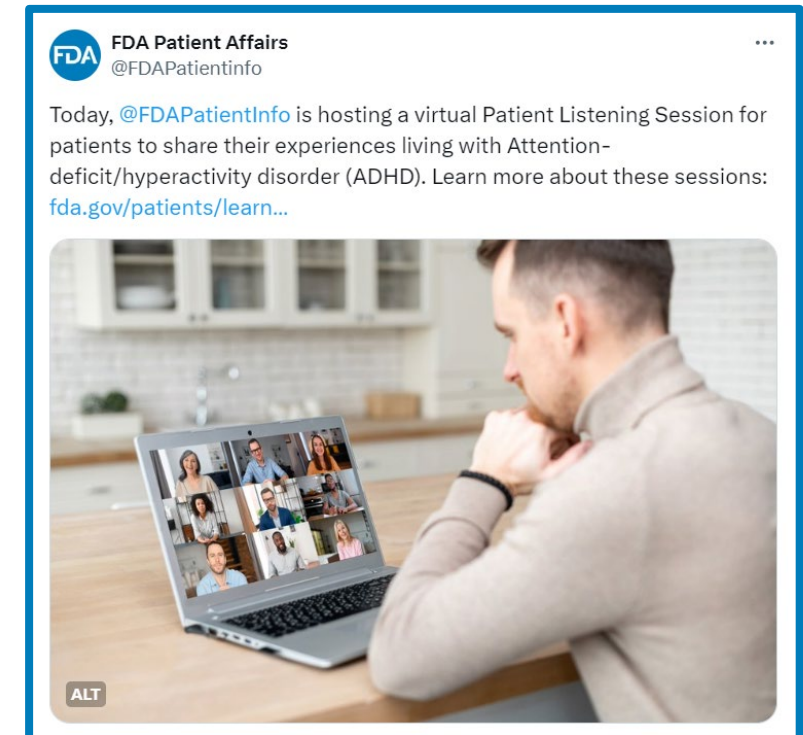 FDA
FDA Patient Affairs
@FDAPatientinfo
Today, @FDAPatientInfo is hosting a virtual Patient Listening Session for
patients to share their experiences living with Attention-
deficit/hyperactivity disorder (ADHD). Learn more about these sessions:
fda.gov/patients/learn...
ALT